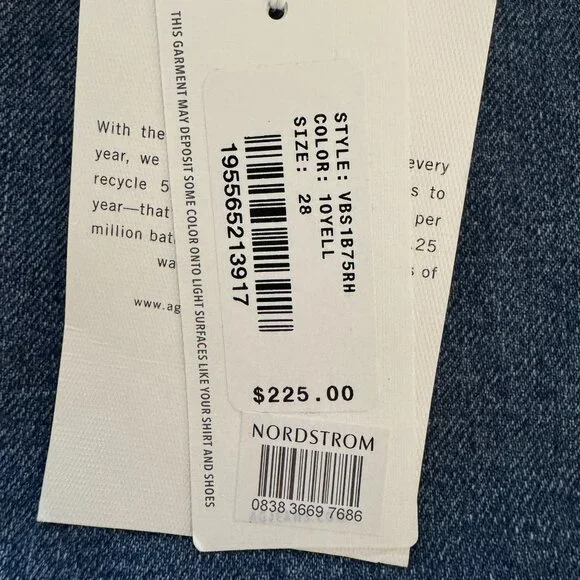 With the
year, we
recycle 5
year—that
million bat
wa
www.ag
every
s to
per
.25
s of
THIS GARMENT MAY DEPOSIT SOME COLOR ONTO LIGHT SURFACES LIKE YOUR SHIRT AND SHOES
STYLE: VBS1B75RH
COLOR: 10YELL
SIZE: 28
195565213917
$225.00
NORDSTROM
0838 3669 7686